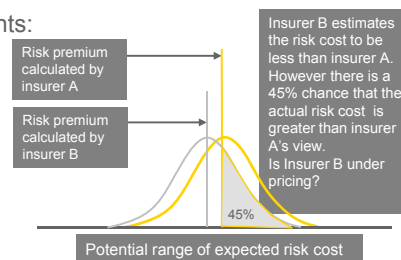 nts:
Risk premium
calculated by
insurer A
Risk premium
calculated by
insurer B
Insurer B estimates
the risk cost to be
less than insurer A.
However there is a
45% chance that the
actual risk cost is
greater than insurer
A's view.
Is Insurer B under
pricing?
45%
Potential range of expected risk cost